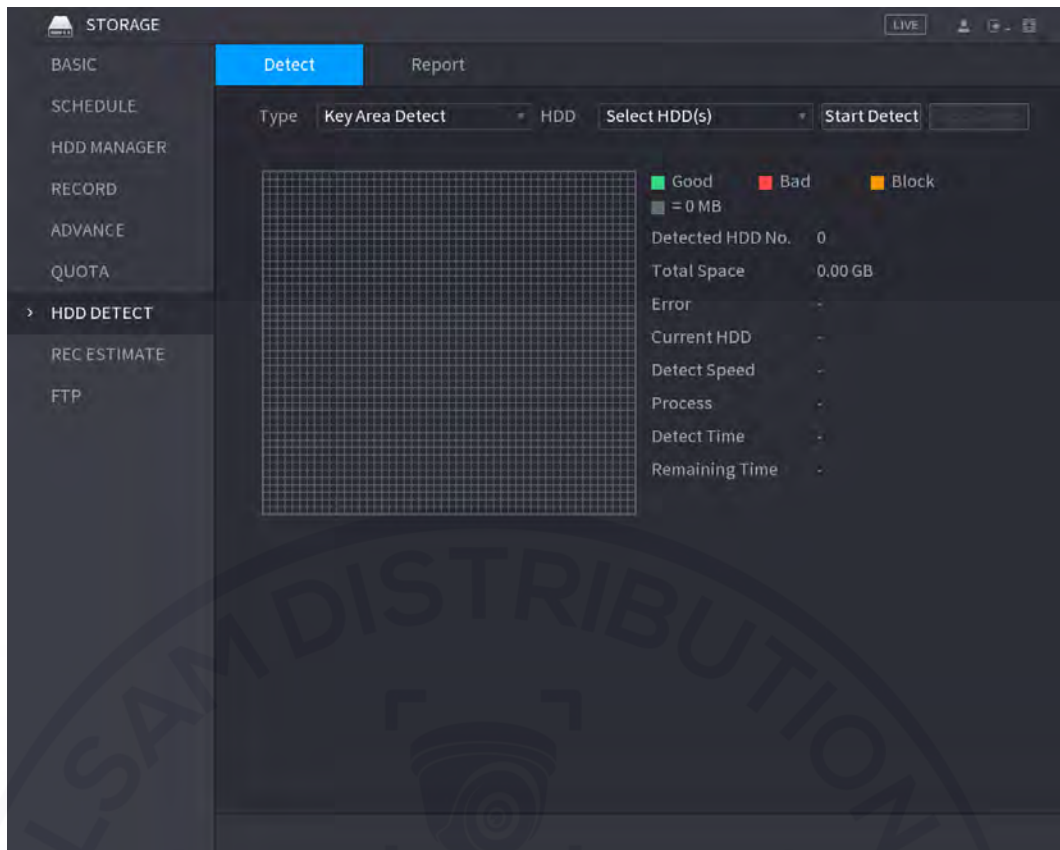 STORAGE
LIVE
BASIC
SCHEDULE
HDD MANAGER
RECORD
ADVANCE
QUOTA
> HDD DETECT
REC ESTIMATE
FTP
Detect Report
Type Key Area Detect HDD Select HDD(s) Start Detect
Good Bad Block
= 0 MB
Detected HDD No. 0
Total Space 0.00 GB
Error -
Current HDD -
Detect Speed -
Process -
Detect Time -
Remaining Time -
LSAM DISTRIBUTION